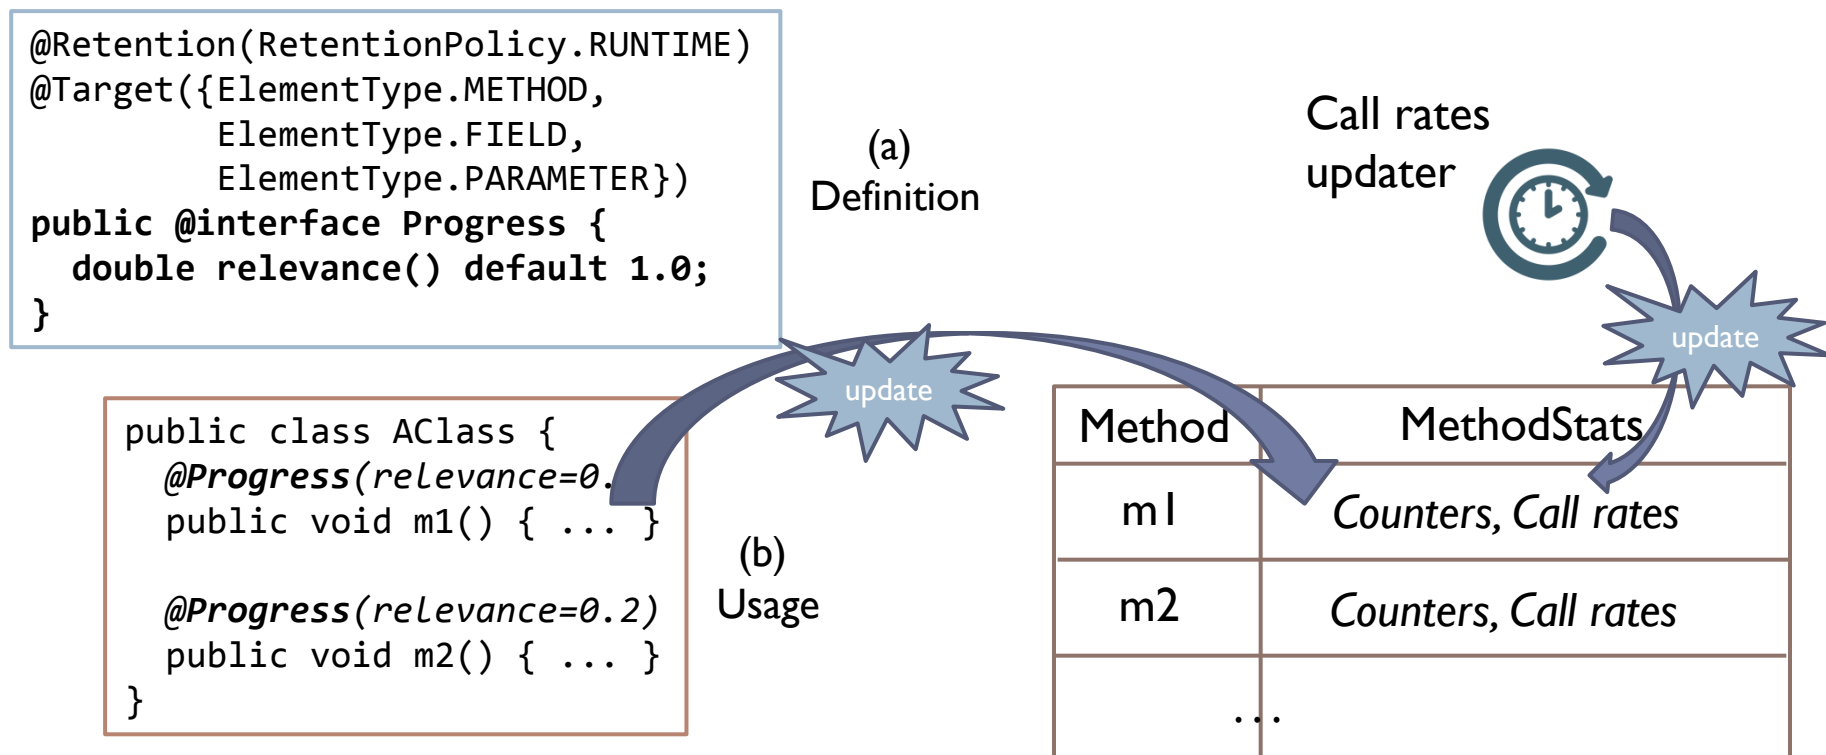 @Retention(RetentionPolicy.RUNTIME)
@Target({ElementType.METHOD,
ElementType.FIELD,
ElementType.PARAMETER})
public @interface Progress {
double relevance() default 1.0;
}
(a)
Definition
Call rates
updater
update
update
public class AClass {
@Progress(relevance=0.
public void m1() { ... }
@Progress(relevance=0.2)
public void m2() { ... }
}
(b)
Usage
Method MethodStats
m1 Counters, Call rates
m2 Counters, Call rates
...